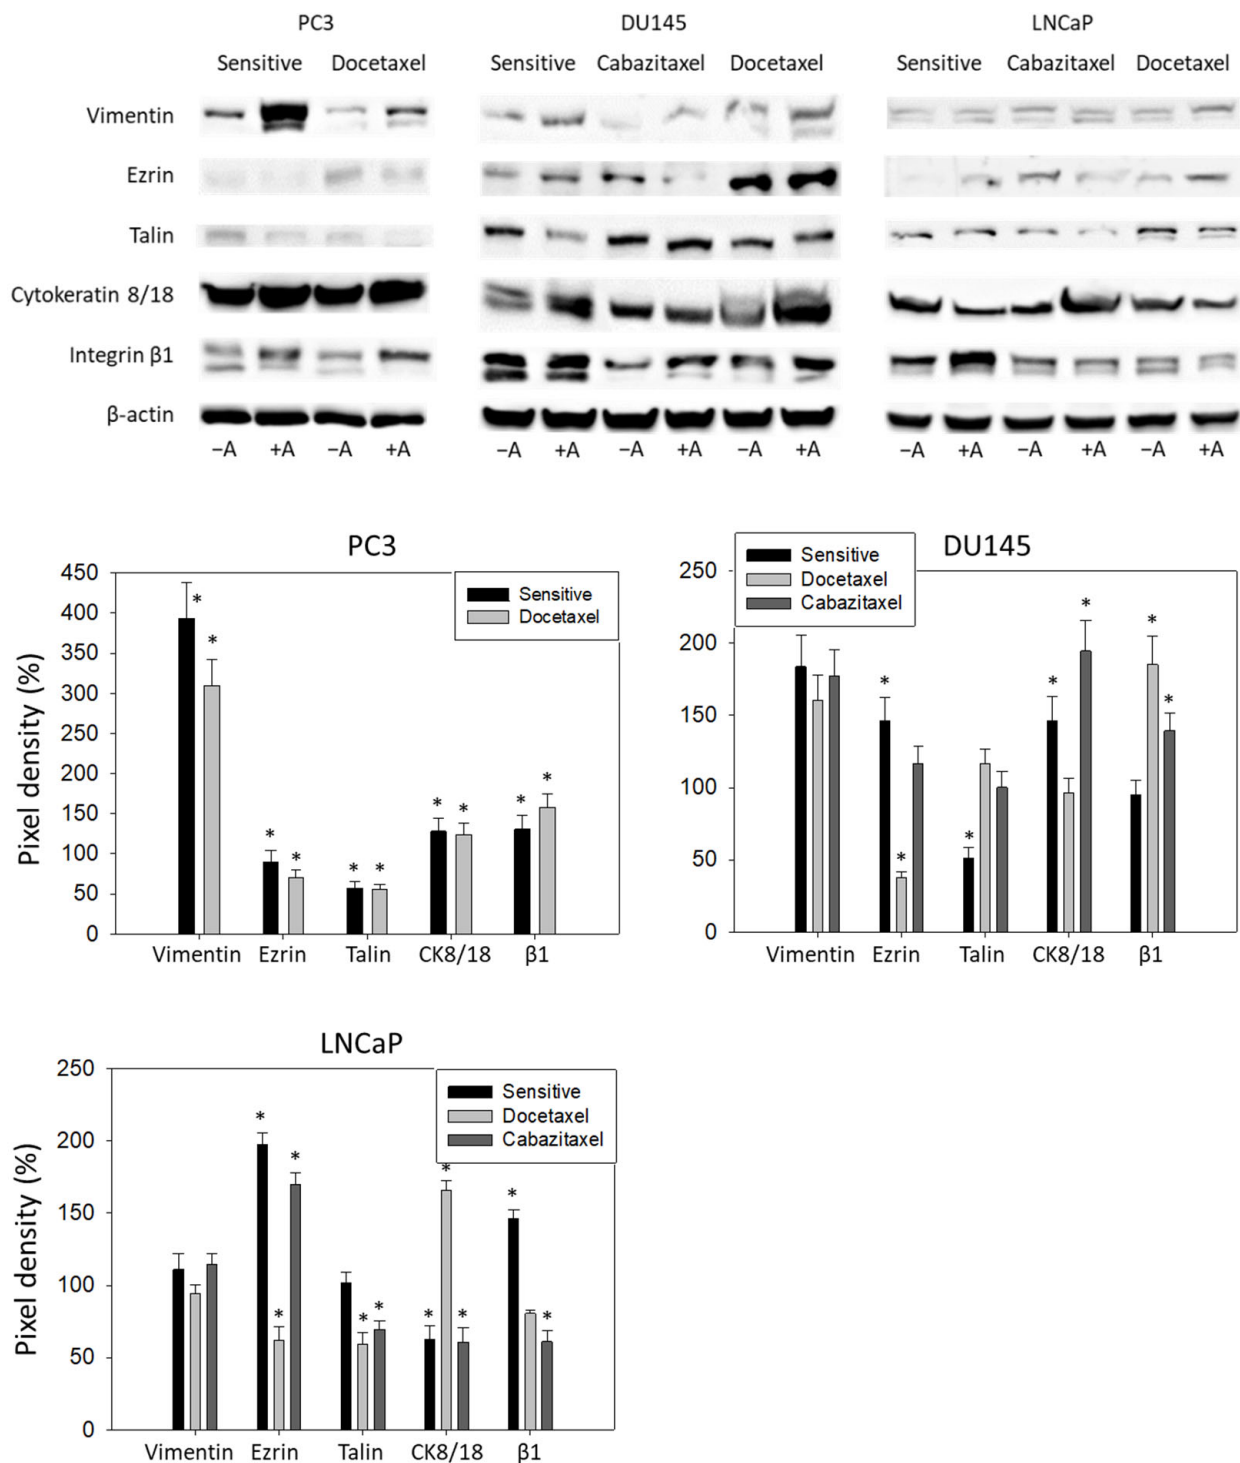 PC3 DU145 LNCaP
Sensitive Docetaxel Sensitive Cabazitaxel Docetaxel Sensitive Cabazitaxel Docetaxel
Vimentin
Ezrin
Talin
Cytokeratin 8/18
Integrin β1
β-actin
−A +A −A +A −A +A −A +A −A +A −A +A −A +A −A +A
PC3
Pixel density (%)
450
400
350
300
250
200
150
100
50
0
Sensitive
Docetaxel
* * * * * * * * * *
Vimentin Ezrin Talin CK8/18 β1
DU145
Pixel density (%)
250
200
150
100
50
0
Sensitive
Docetaxel
Cabazitaxel
* * * * * * *
Vimentin Ezrin Talin CK8/18 β1
LNCaP
Pixel density (%)
250
200
150
100
50
0
Sensitive
Docetaxel
Cabazitaxel
* * * * * * * * * *
Vimentin Ezrin Talin CK8/18 β1